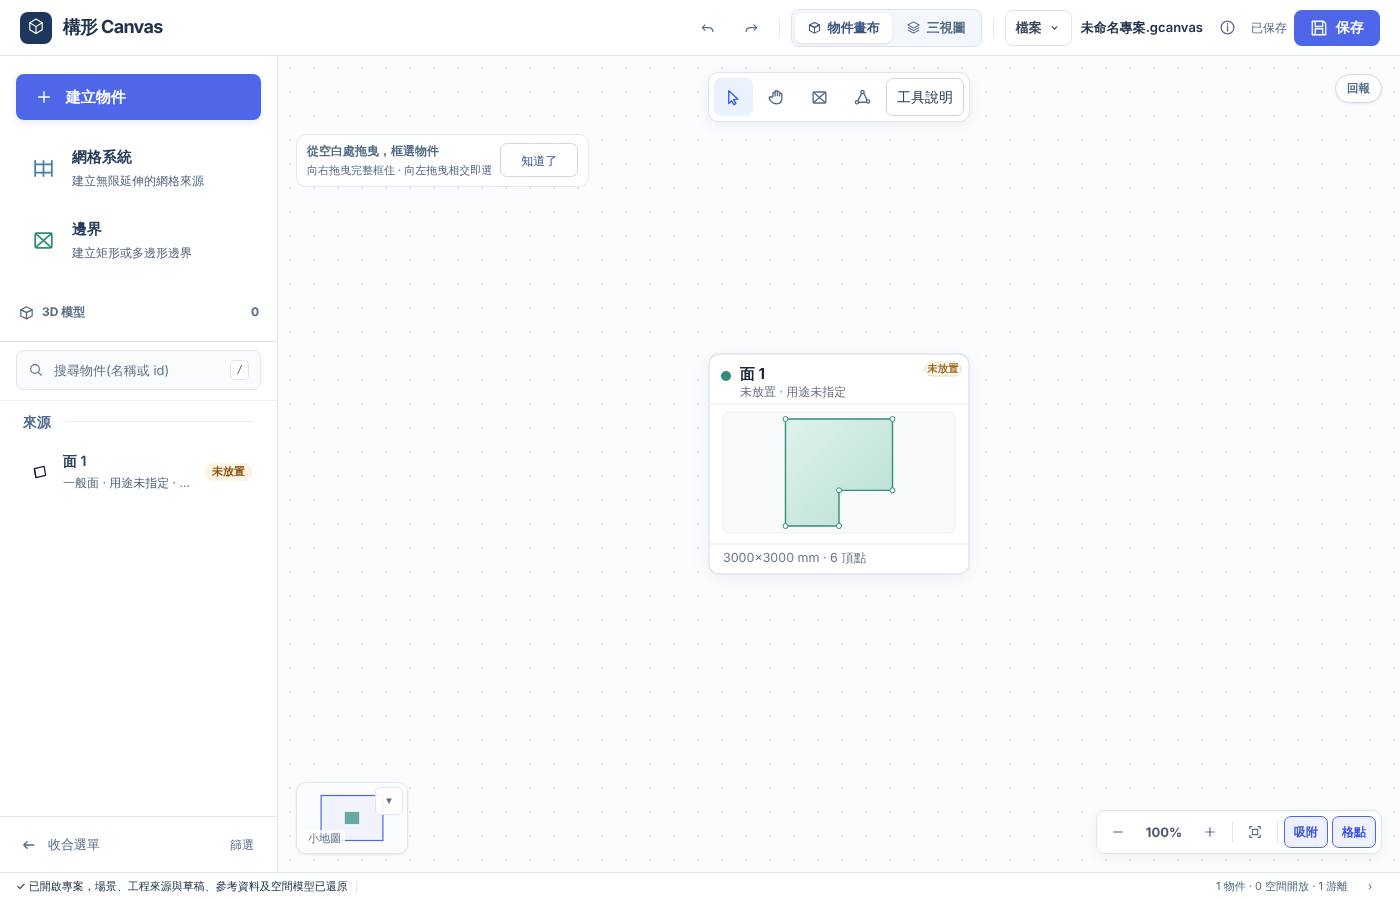 構形 Canvas
物件畫布
三視圖
檔案
未命名專案.gcanvas
已保存
保存
建立物件
網格系統
建立無限延伸的網格來源
邊界
建立矩形或多邊形邊界
3D 模型
0
搜尋物件(名稱或 id)
/
來源
面 1
一般面 · 用途未指定 · ...
未放置
收合選單
篩選
工具說明
回報
從空白處拖曳，框選物件
向右拖曳完整框住 · 向左拖曳相交即選
知道了
面 1
未放置
未放置 · 用途未指定
3000×3000 mm · 6 頂點
小地圖
100%
吸附
格點
已開啟專案，場景、工程來源與草稿、參考資料及空間模型已還原
1 物件 · 0 空間開放 · 1 游離